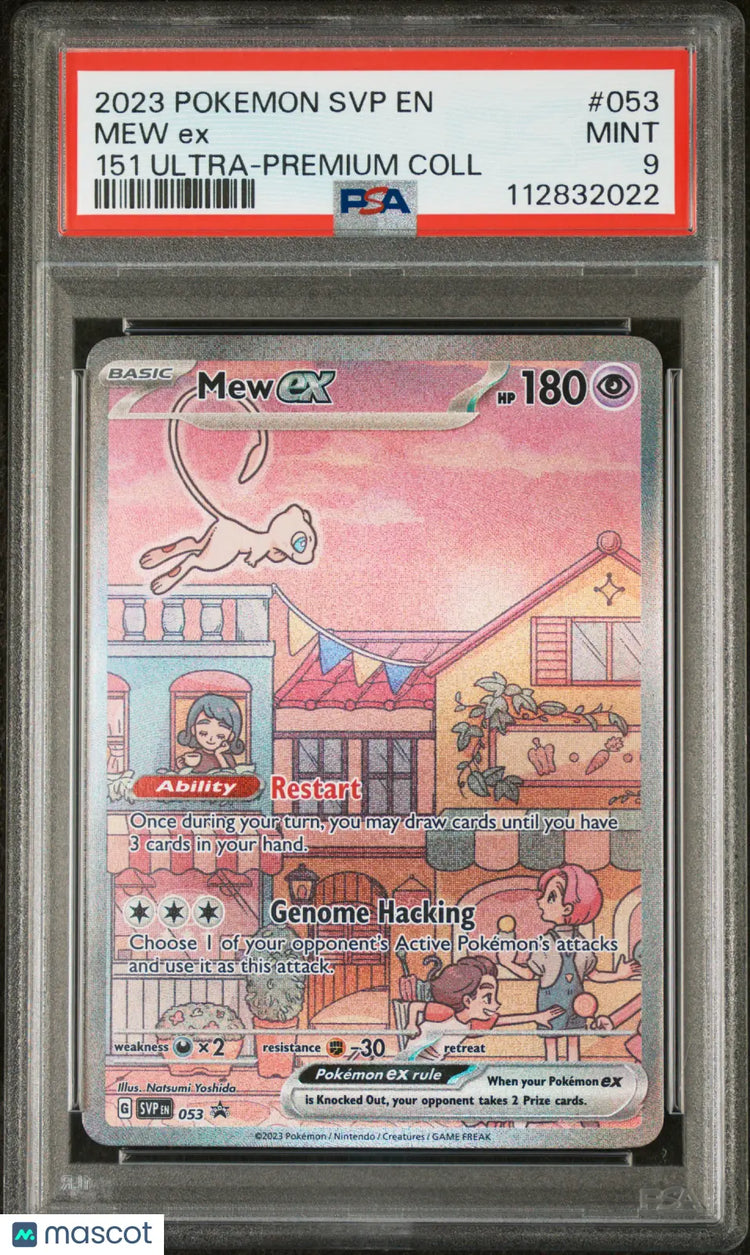 2023 POKEMON SVP EN #053
MEW ex MINT
151 ULTRA-PREMIUM COLL 9
PSA 112832022
BASIC Mew ex HP 180
Ability Restart
Once during your turn, you may draw cards until you have
3 cards in your hand.
Genome Hacking
Choose 1 of your opponent's Active Pokémon's attacks
and use it as this attack.
weakness ×2 resistance -30 retreat
Illus. Natsumi Yoshida
Pokémon ex rule When your Pokémon ex
is Knocked Out, your opponent takes 2 Prize cards.
G SVP EN 053
©2023 Pokémon / Nintendo / Creatures / GAME FREAK
PSA
mascot